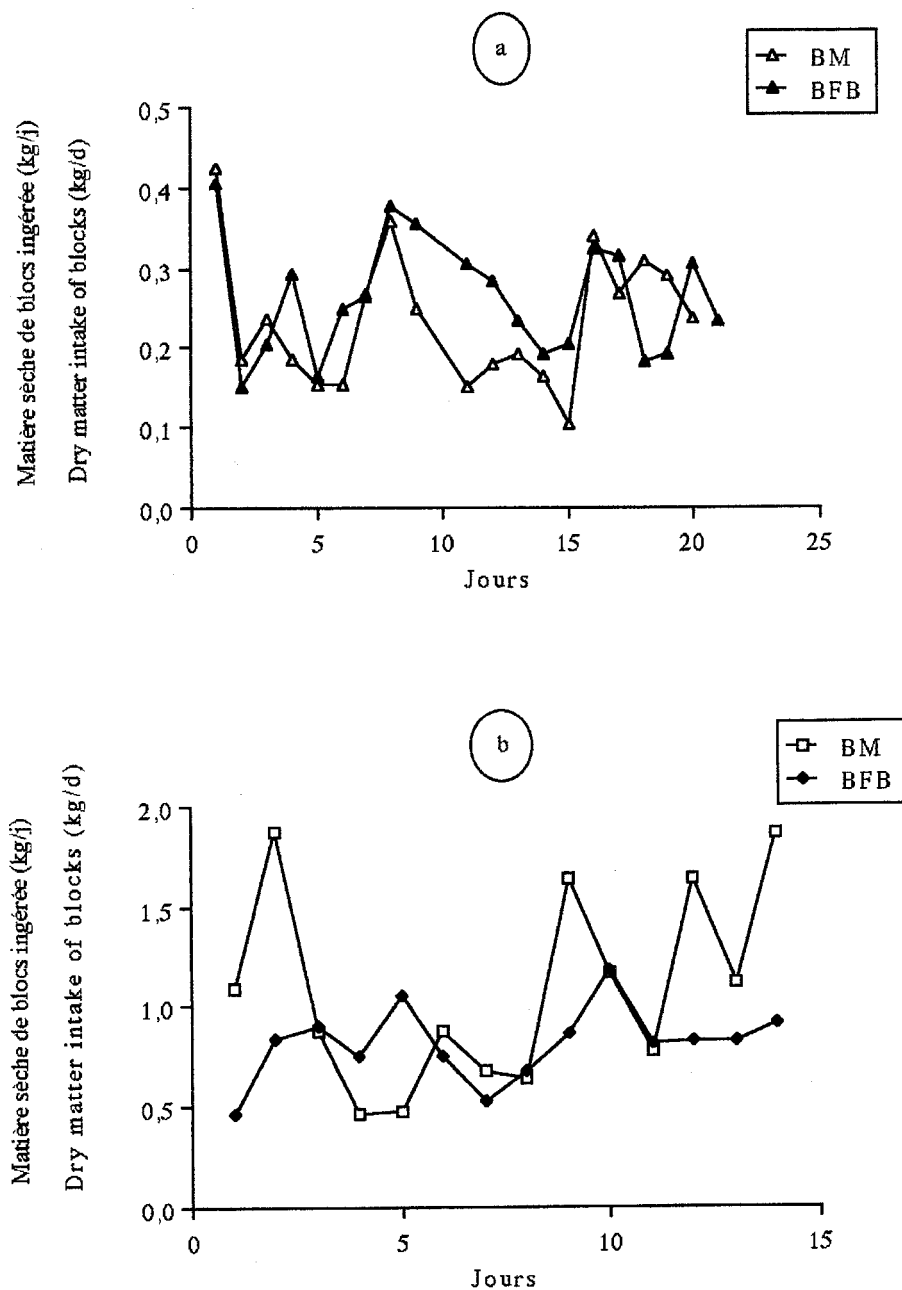 a
BM
BFB
Matière sèche de blocs ingérée (kg/j)
Dry matter intake of blocks (kg/d)
0,5
0,4
0,3
0,2
0,1
0,0
0
5
10
15
20
25
Jours
b
BM
BFB
Matière sèche de blocs ingérée (kg/j)
Dry matter intake of blocks (kg/d)
2,0
1,5
1,0
0,5
0,0
0
5
10
15
Jours